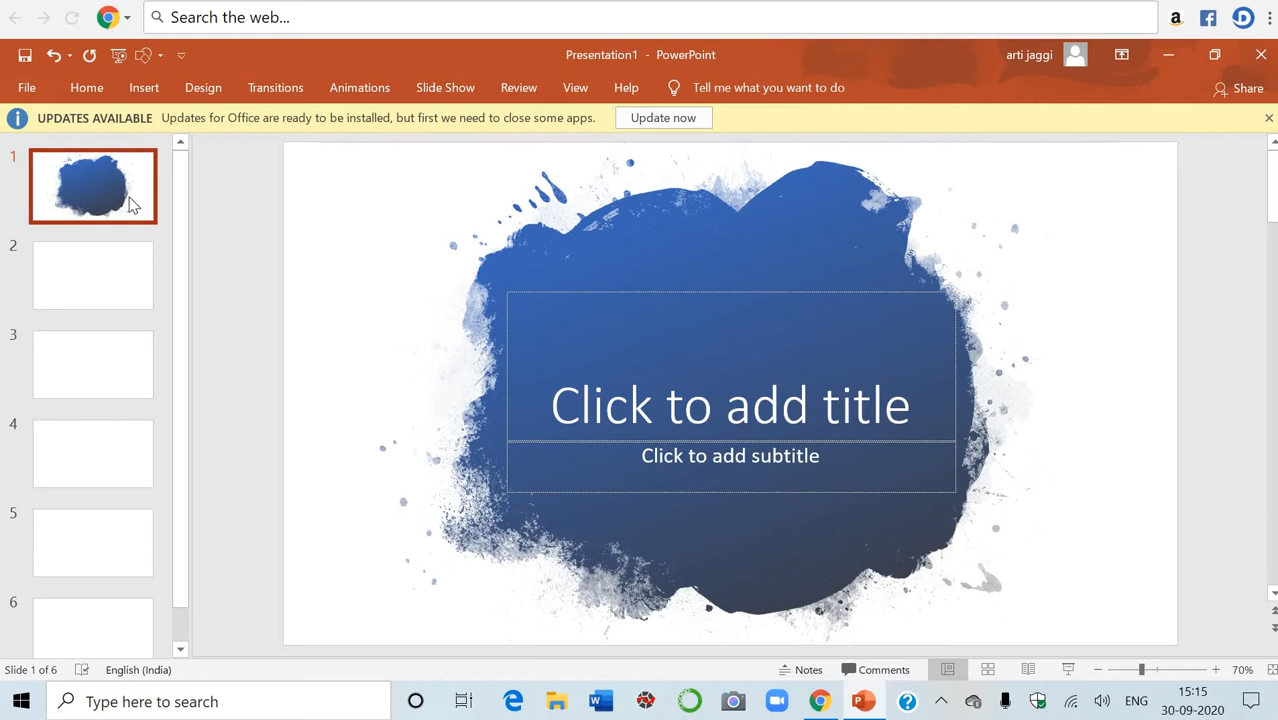 Search the web...
Presentation1 - PowerPoint
arti jaggi
File Home Insert Design Transitions Animations Slide Show Review View Help Tell me what you want to do Share
UPDATES AVAILABLE Updates for Office are ready to be installed, but first we need to close some apps. Update now
1
2
3
4
5
6
Click to add title
Click to add subtitle
Slide 1 of 6 English (India) Notes Comments 70%
Type here to search
ENG
15:15
30-09-2020